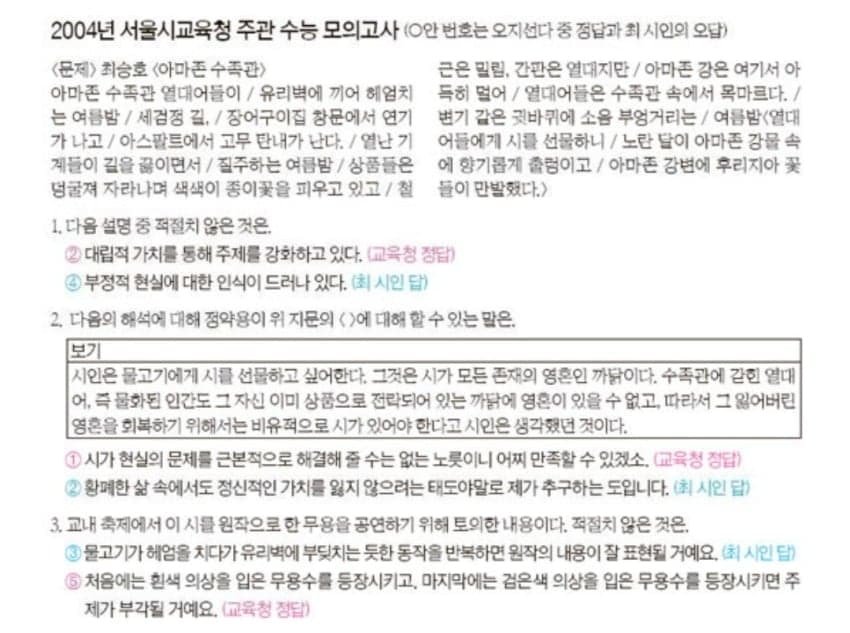 2004년 서울시교육청 주관 수능 모의고사 (○안 번호는 오지선다 중 정답과 최 시인의 오답)
〈문제〉 최승호 〈아마존 수족관〉
아마존 수족관 열대어들이 / 유리벽에 끼어 헤엄치
는 여름밤 / 세검정 길, / 장어구이집 창문에서 연기
가 나고 / 아스팔트에서 고무 탄내가 난다. / 열난 기
계들이 길을 끓이면서 / 질주하는 여름밤 / 상품들은
덩굴져 자라나며 색색이 종이꽃을 피우고 있고 / 철
근은 밀림, 간판은 열대지만 / 아마존 강은 여기서 아
득히 멀어 / 열대어들은 수족관 속에서 목마르다. /
변기 같은 귓바퀴에 소음 부엉거리는 / 여름밤〈열대
어들에게 시를 선물하니 / 노란 달이 아마존 강물 속
에 향기롭게 출렁이고 / 아마존 강변에 후리지아 꽃
들이 만발했다.〉
1. 다음 설명 중 적절치 않은 것은.
② 대립적 가치를 통해 주제를 강화하고 있다. (교육청 정답)
④ 부정적 현실에 대한 인식이 드러나 있다. (최 시인 답)
2. 다음의 해석에 대해 정약용이 위 지문의 〈 〉에 대해 할 수 있는 말은.
보기
시인은 물고기에게 시를 선물하고 싶어한다. 그것은 시가 모든 존재의 영혼인 까닭이다. 수족관에 갇힌 열대
어, 즉 물화된 인간도 그 자신 이미 상품으로 전락되어 있는 까닭에 영혼이 있을 수 없고, 따라서 그 잃어버린
영혼을 회복하기 위해서는 비유적으로 시가 있어야 한다고 시인은 생각했던 것이다.
① 시가 현실의 문제를 근본적으로 해결해 줄 수는 없는 노릇이니 어찌 만족할 수 있겠소. (교육청 정답)
② 황폐한 삶 속에서도 정신적인 가치를 잃지 않으려는 태도야말로 제가 추구하는 도입니다. (최 시인 답)
3. 교내 축제에서 이 시를 원작으로 한 무용을 공연하기 위해 토의한 내용이다. 적절치 않은 것은.
③ 물고기가 헤엄을 치다가 유리벽에 부딪치는 듯한 동작을 반복하면 원작의 내용이 잘 표현될 거예요. (최 시인 답)
⑤ 처음에는 흰색 의상을 입은 무용수를 등장시키고, 마지막에는 검은색 의상을 입은 무용수를 등장시키면 주
제가 부각될 거예요. (교육청 정답)